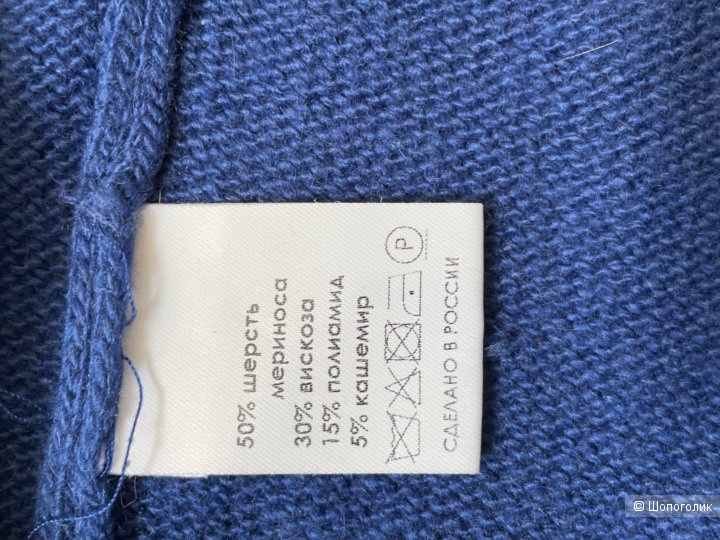 50% шерсть
мериноса
30% вискоза
15% полиамид
5% кашемир
P
СДЕЛАНО В РОССИИ
© Шопоголик